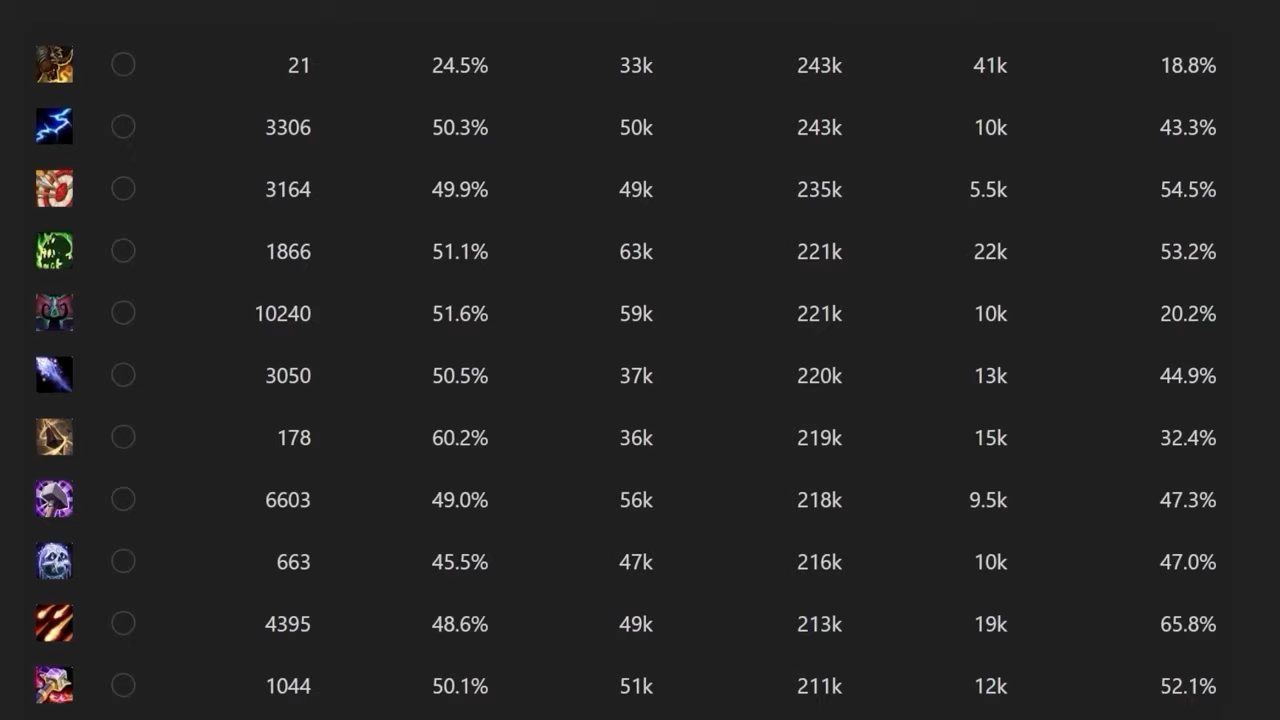 21 24.5% 33k 243k 41k 18.8%
3306 50.3% 50k 243k 10k 43.3%
3164 49.9% 49k 235k 5.5k 54.5%
1866 51.1% 63k 221k 22k 53.2%
10240 51.6% 59k 221k 10k 20.2%
3050 50.5% 37k 220k 13k 44.9%
178 60.2% 36k 219k 15k 32.4%
6603 49.0% 56k 218k 9.5k 47.3%
663 45.5% 47k 216k 10k 47.0%
4395 48.6% 49k 213k 19k 65.8%
1044 50.1% 51k 211k 12k 52.1%